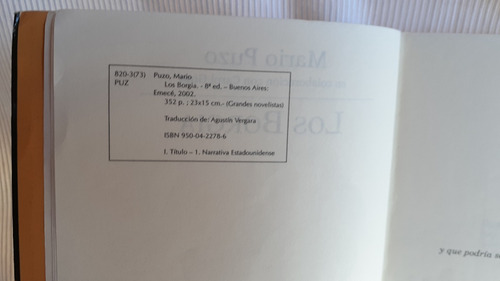 820-3(73) Puzo, Mario
PUZ Los Borgia. - 8ª ed. – Buenos Aires:
Emecé, 2002.
352 p. ; 23x15 cm.- (Grandes novelistas)
Traducción de: Agustín Vergara
ISBN 950-04-2278-6
I. Título – 1. Narrativa Estadounidense
Mario Puzo
Los Borgia
y que podría s